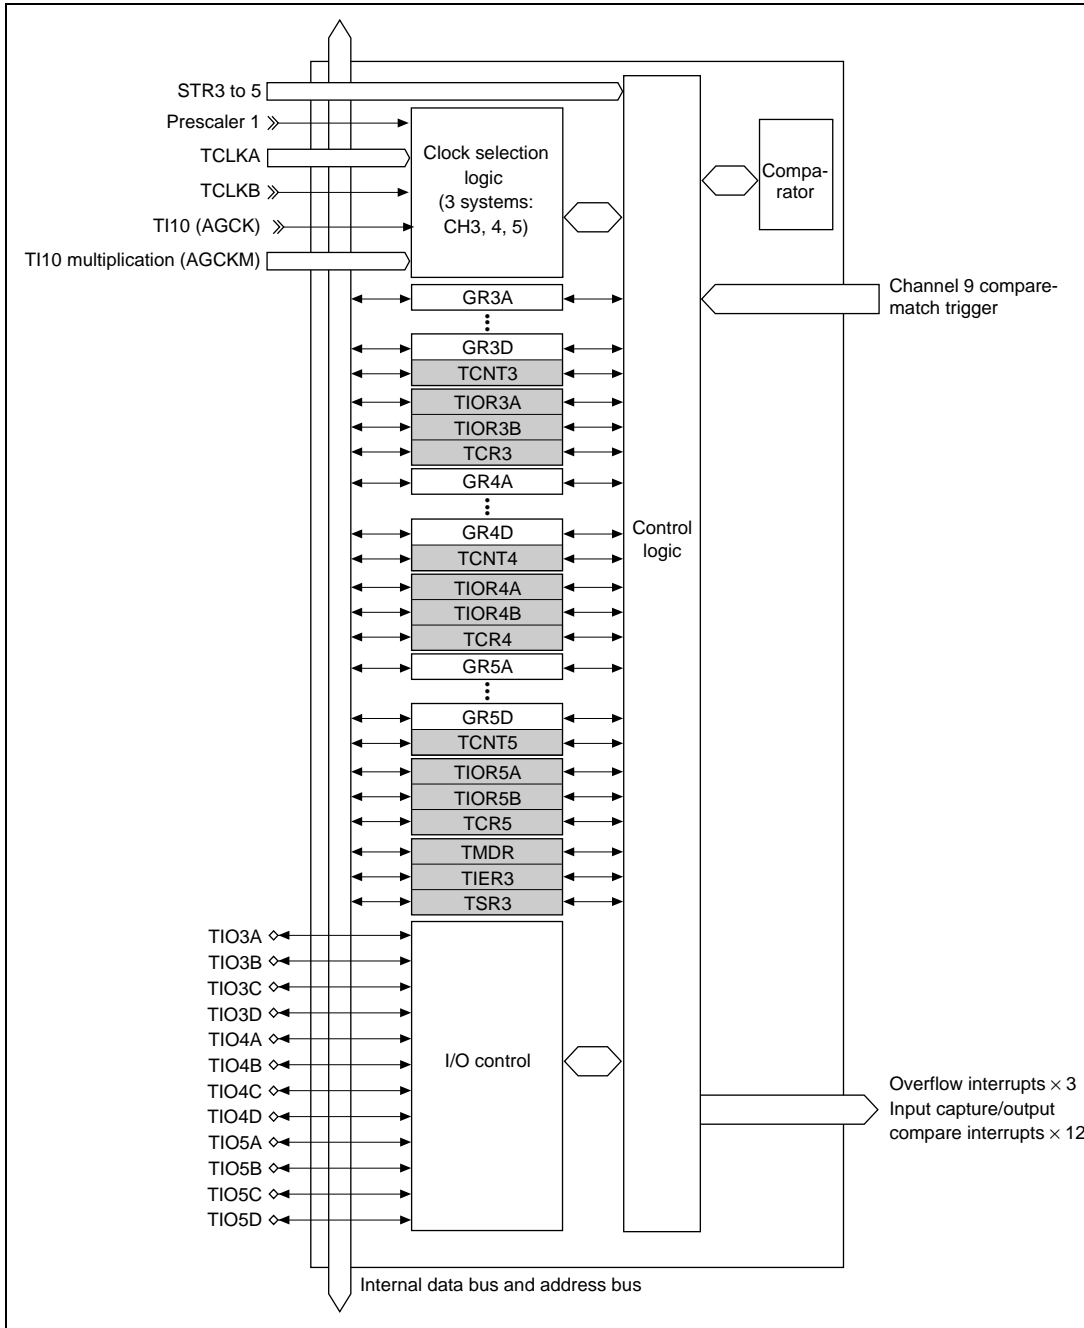 STR3 to 5
Prescaler 1
TCLKA
TCLKB
TI10 (AGCK)
TI10 multiplication (AGCKM)
Clock selection
logic
(3 systems:
CH3, 4, 5)
Compa-
rator
Channel 9 compare-
match trigger
GR3A
GR3D
TCNT3
TIOR3A
TIOR3B
TCR3
GR4A
GR4D
TCNT4
TIOR4A
TIOR4B
TCR4
GR5A
GR5D
TCNT5
TIOR5A
TIOR5B
TCR5
TMDR
TIER3
TSR3
Control
logic
TIO3A
TIO3B
TIO3C
TIO3D
TIO4A
TIO4B
TIO4C
TIO4D
TIO5A
TIO5B
TIO5C
TIO5D
I/O control
Overflow interrupts × 3
Input capture/output
compare interrupts × 12
Internal data bus and address bus